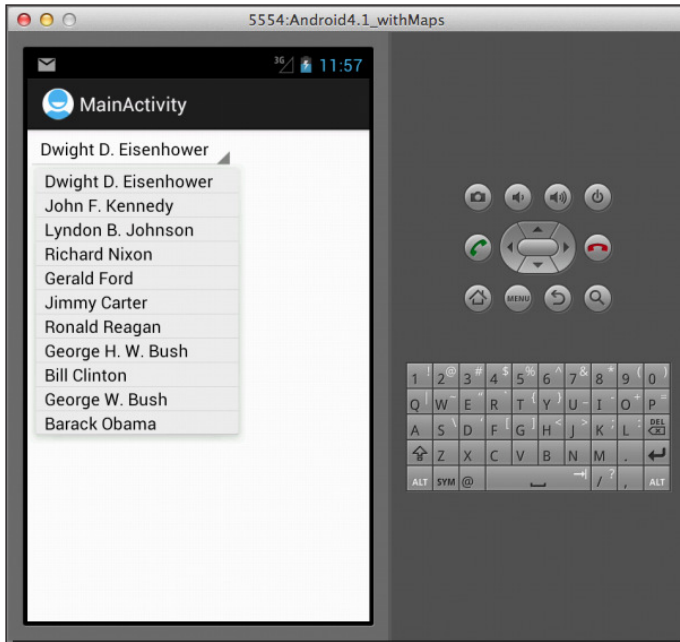 5554:Android4.1_withMaps
3G 11:57
MainActivity
Dwight D. Eisenhower
Dwight D. Eisenhower
John F. Kennedy
Lyndon B. Johnson
Richard Nixon
Gerald Ford
Jimmy Carter
Ronald Reagan
George H. W. Bush
Bill Clinton
George W. Bush
Barack Obama
MENU
1 ! 2 @ 3 # 4 $ 5 % 6 ^ 7 & 8 * 9 ( 0 )
Q | W ~ E " R ` T { Y } U - I - O + P =
A S \ D ' F [ G ] H < J > K ; L : DEL
Z X C V B N M .
ALT SYM @ / ? , ALT